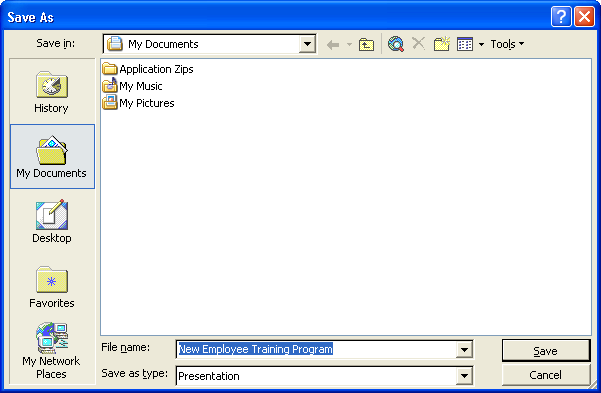 Save As
Save in: My Documents Tools
Application Zips
My Music
My Pictures
History
My Documents
Desktop
Favorites
My Network
Places
File name: New Employee Training Program Save
Save as type: Presentation Cancel